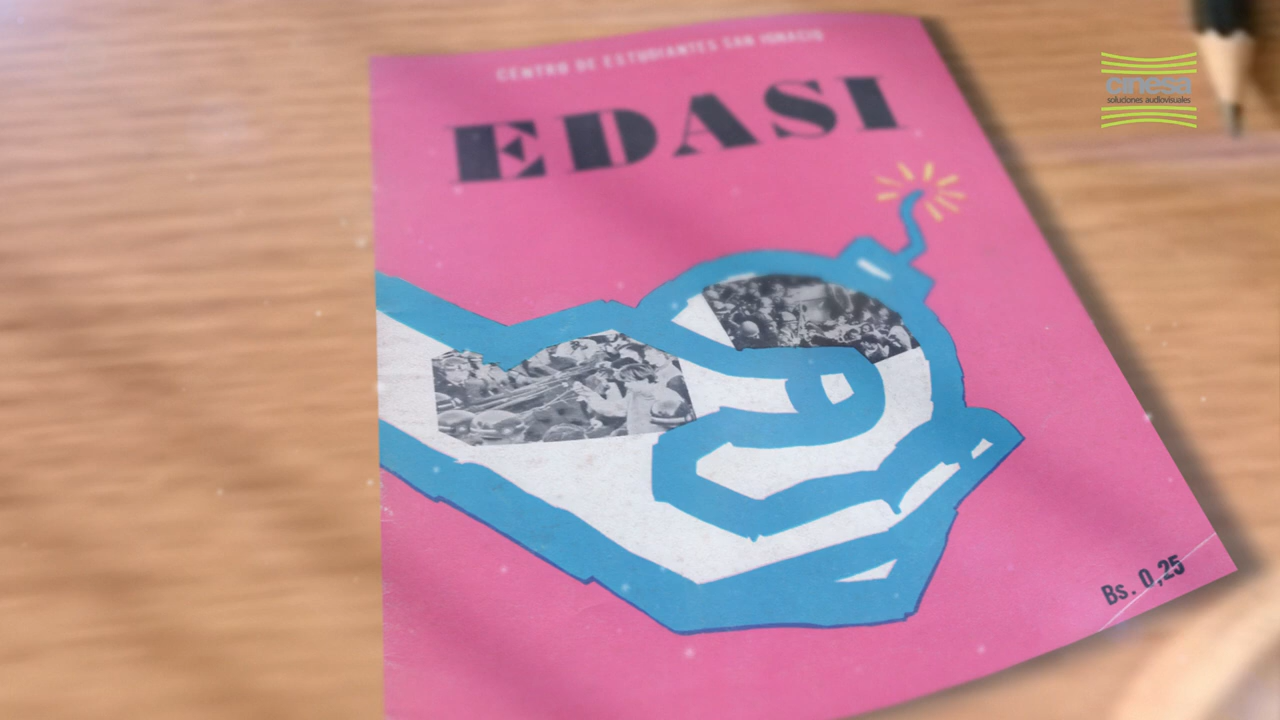 CENTRO DE ESTUDIANTES SAN IGNACIO
EDASI
cinesa
soluciones audiovisuales
Bs. 0,25